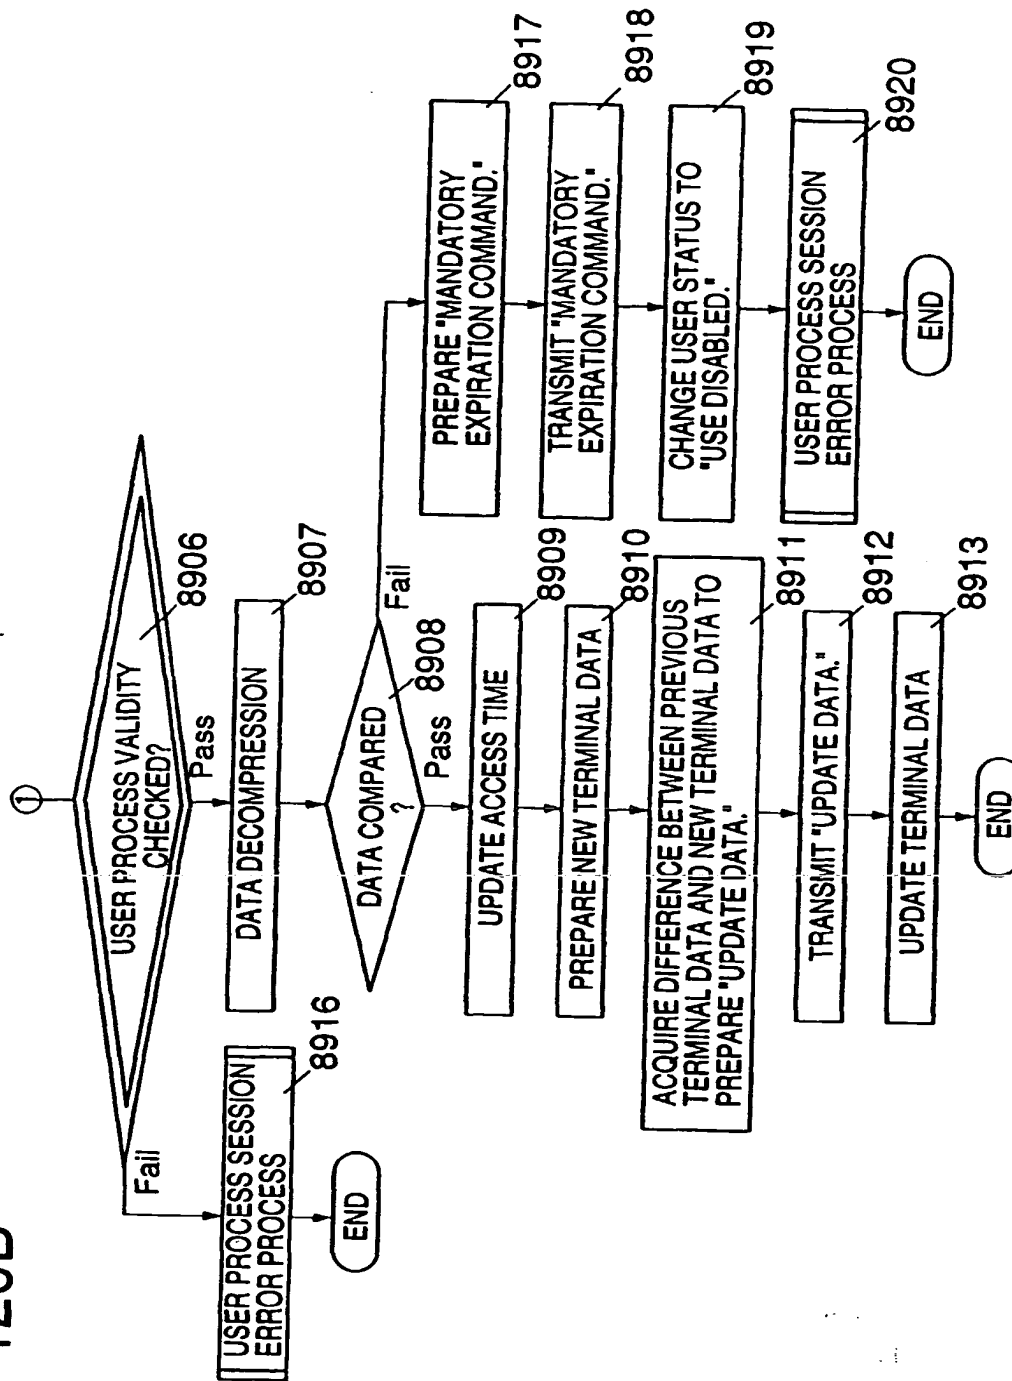 1
USER PROCESS VALIDITY
CHECKED?
8906
Fail
Pass
USER PROCESS SESSION
ERROR PROCESS
8916
END
DATA DECOMPRESSION
8907
DATA COMPARED
?
8908
Fail
Pass
UPDATE ACCESS TIME
8909
PREPARE NEW TERMINAL DATA
8910
ACQUIRE DIFFERENCE BETWEEN PREVIOUS
TERMINAL DATA AND NEW TERMINAL DATA TO
PREPARE "UPDATE DATA."
8911
TRANSMIT "UPDATE DATA."
8912
UPDATE TERMINAL DATA
8913
END
PREPARE "MANDATORY
EXPIRATION COMMAND."
8917
TRANSMIT "MANDATORY
EXPIRATION COMMAND."
8918
CHANGE USER STATUS TO
"USE DISABLED."
8919
USER PROCESS SESSION
ERROR PROCESS
8920
END